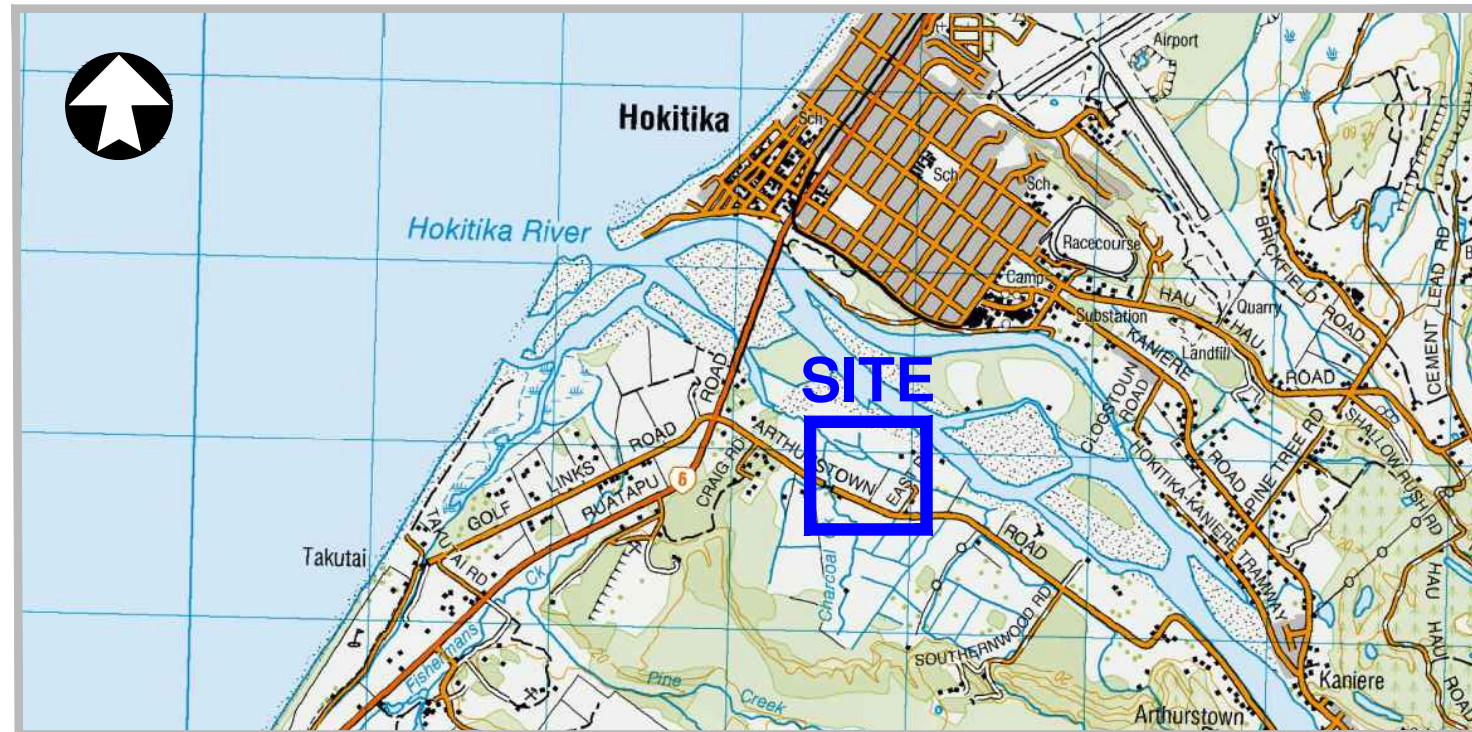 Airport
Hokitika
Sch
Sch
Sch
Hokitika River
Racecourse
Camp
Substation
HAU HAU ROAD
Quarry
BRICKFIELD ROAD
CEMENT LEAD RD
Landfill
KANIERE ROAD
SITE
CLOGSTOUN ROAD
ROAD
GOLF LINKS ROAD
RUATAPU
6
CRAIG RD
ARTHURSTOWN ROAD
EAST R
PINE TREE RD
SHALLOW RUSH RD
HAU HAU ROAD
HOKITIKA-KANIERE TRAMWAY
Takutai
TAKUTAI RD
Charcoal Ck
Fishermans Ck
SOUTHERNWOOD RD
Pine Creek
20
60
Kaniere
Arthurstown